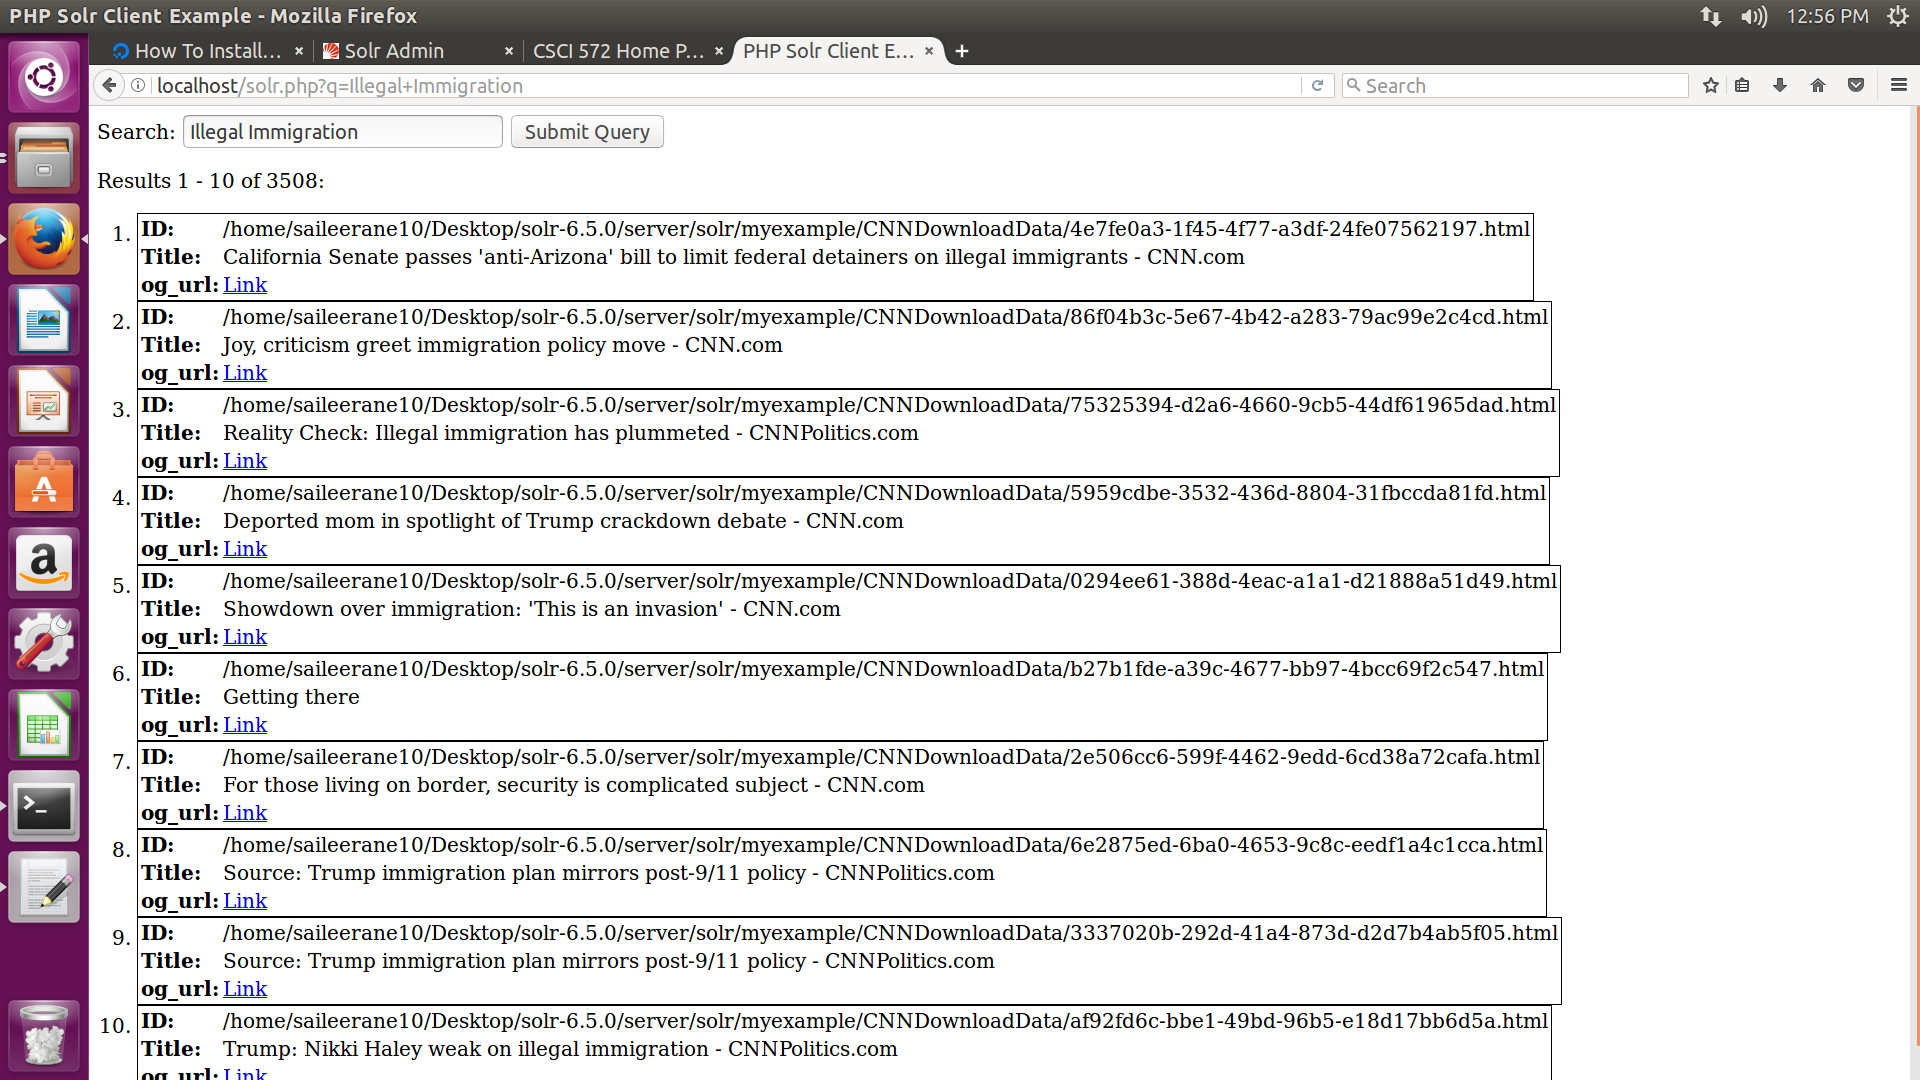 PHP Solr Client Example - Mozilla Firefox
12:56 PM
How To Install...
Solr Admin
CSCI 572 Home P...
PHP Solr Client E...
localhost/solr.php?q=Illegal+Immigration
Search
Search: Illegal Immigration Submit Query
Results 1 - 10 of 3508:
1. ID: /home/saileerane10/Desktop/solr-6.5.0/server/solr/myexample/CNNDownloadData/4e7fe0a3-1f45-4f77-a3df-24fe07562197.html
Title: California Senate passes 'anti-Arizona' bill to limit federal detainers on illegal immigrants - CNN.com
og_url: Link
2. ID: /home/saileerane10/Desktop/solr-6.5.0/server/solr/myexample/CNNDownloadData/86f04b3c-5e67-4b42-a283-79ac99e2c4cd.html
Title: Joy, criticism greet immigration policy move - CNN.com
og_url: Link
3. ID: /home/saileerane10/Desktop/solr-6.5.0/server/solr/myexample/CNNDownloadData/75325394-d2a6-4660-9cb5-44df61965dad.html
Title: Reality Check: Illegal immigration has plummeted - CNNPolitics.com
og_url: Link
4. ID: /home/saileerane10/Desktop/solr-6.5.0/server/solr/myexample/CNNDownloadData/5959cdbe-3532-436d-8804-31fbccda81fd.html
Title: Deported mom in spotlight of Trump crackdown debate - CNN.com
og_url: Link
5. ID: /home/saileerane10/Desktop/solr-6.5.0/server/solr/myexample/CNNDownloadData/0294ee61-388d-4eac-a1a1-d21888a51d49.html
Title: Showdown over immigration: 'This is an invasion' - CNN.com
og_url: Link
6. ID: /home/saileerane10/Desktop/solr-6.5.0/server/solr/myexample/CNNDownloadData/b27b1fde-a39c-4677-bb97-4bcc69f2c547.html
Title: Getting there
og_url: Link
7. ID: /home/saileerane10/Desktop/solr-6.5.0/server/solr/myexample/CNNDownloadData/2e506cc6-599f-4462-9edd-6cd38a72cafa.html
Title: For those living on border, security is complicated subject - CNN.com
og_url: Link
8. ID: /home/saileerane10/Desktop/solr-6.5.0/server/solr/myexample/CNNDownloadData/6e2875ed-6ba0-4653-9c8c-eedf1a4c1cca.html
Title: Source: Trump immigration plan mirrors post-9/11 policy - CNNPolitics.com
og_url: Link
9. ID: /home/saileerane10/Desktop/solr-6.5.0/server/solr/myexample/CNNDownloadData/3337020b-292d-41a4-873d-d2d7b4ab5f05.html
Title: Source: Trump immigration plan mirrors post-9/11 policy - CNNPolitics.com
og_url: Link
10. ID: /home/saileerane10/Desktop/solr-6.5.0/server/solr/myexample/CNNDownloadData/af92fd6c-bbe1-49bd-96b5-e18d17bb6d5a.html
Title: Trump: Nikki Haley weak on illegal immigration - CNNPolitics.com
og_url: Link